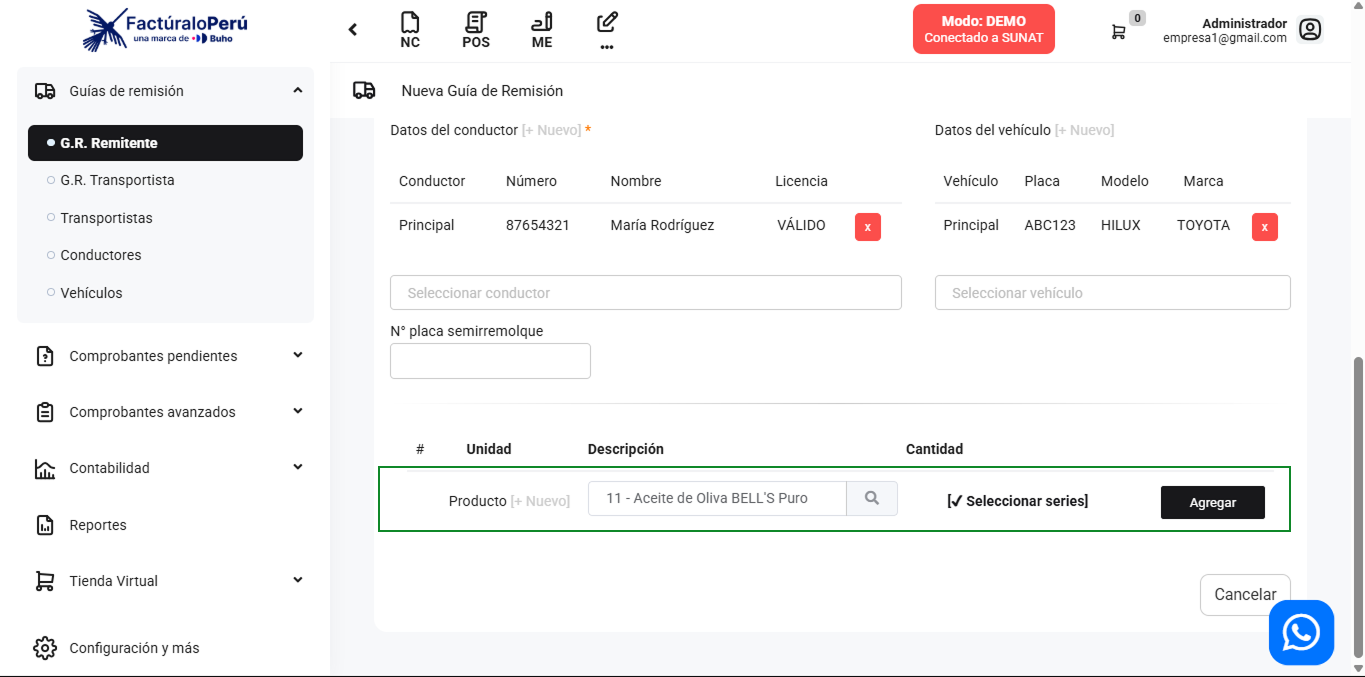 FactúraloPerú
una marca de Buho
NC
POS
ME
...
Modo: DEMO
Conectado a SUNAT
0
Administrador
empresa1@gmail.com
Guías de remisión
G.R. Remitente
G.R. Transportista
Transportistas
Conductores
Vehículos
Comprobantes pendientes
Comprobantes avanzados
Contabilidad
Reportes
Tienda Virtual
Configuración y más
Nueva Guía de Remisión
Datos del conductor [+ Nuevo] *
Conductor Número Nombre Licencia
Principal 87654321 María Rodríguez VÁLIDO x
Seleccionar conductor
Datos del vehículo [+ Nuevo]
Vehículo Placa Modelo Marca
Principal ABC123 HILUX TOYOTA x
Seleccionar vehículo
N° placa semirremolque
# Unidad Descripción Cantidad
Producto [+ Nuevo] 11 - Aceite de Oliva BELL'S Puro [✓ Seleccionar series] Agregar
Cancelar